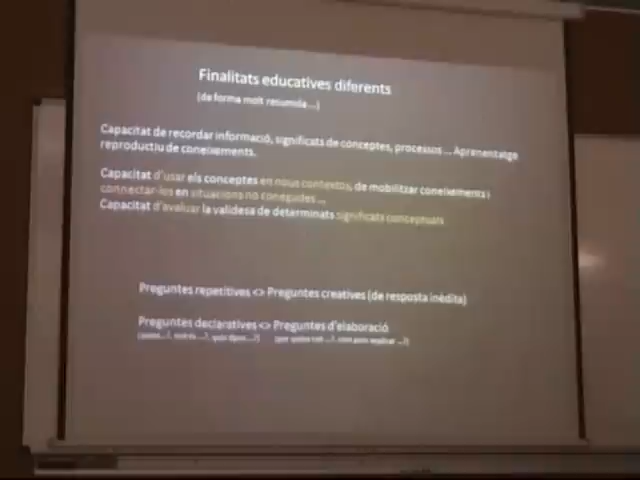 Finalitats educatives diferents
(de forma molt resumida ...)
Capacitat de recordar informació, significats de conceptes, processos ... Aprenentatge
reproductiu de coneixements.
Capacitat d'usar els conceptes en nous contextos, de mobilitzar coneixements i
connectar-los en situacions no conegudes ...
Capacitat d'avaluar la validesa de determinats significats conceptuals
Preguntes repetitives <> Preguntes creatives (de resposta inèdita)
Preguntes declaratives <> Preguntes d'elaboració